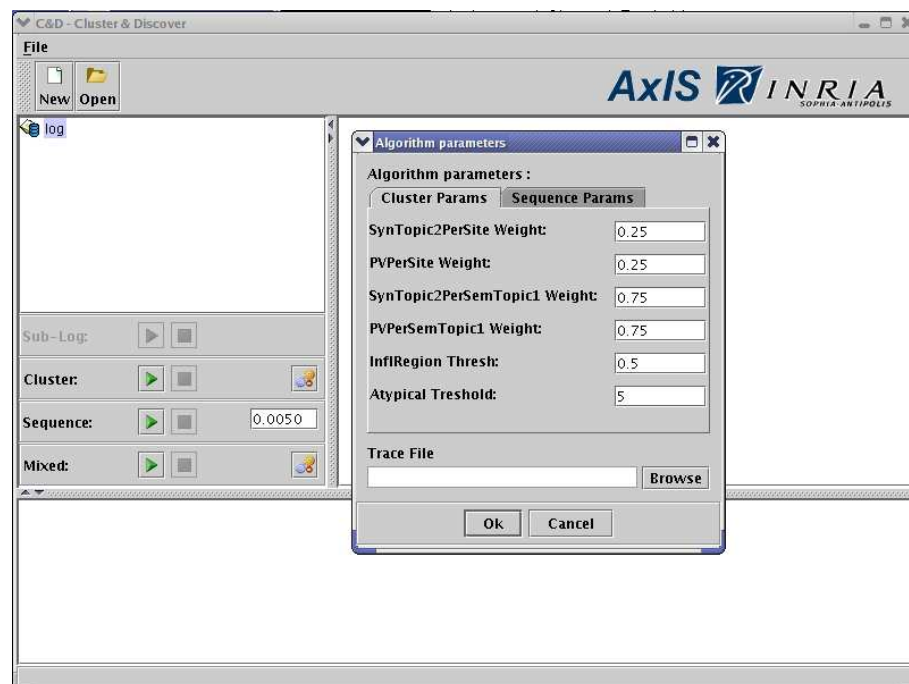 C&D - Cluster & Discover
File
New Open
AxIS INRIA
SOPHIA-ANTIPOLIS
log
Algorithm parameters
Algorithm parameters :
Cluster Params Sequence Params
SynTopic2PerSite Weight: 0.25
PVPerSite Weight: 0.25
SynTopic2PerSemTopic1 Weight: 0.75
PVPerSemTopic1 Weight: 0.75
InflRegion Thresh: 0.5
Atypical Treshold: 5
Trace File
Browse
Ok Cancel
Sub-Log:
Cluster:
Sequence: 0.0050
Mixed: